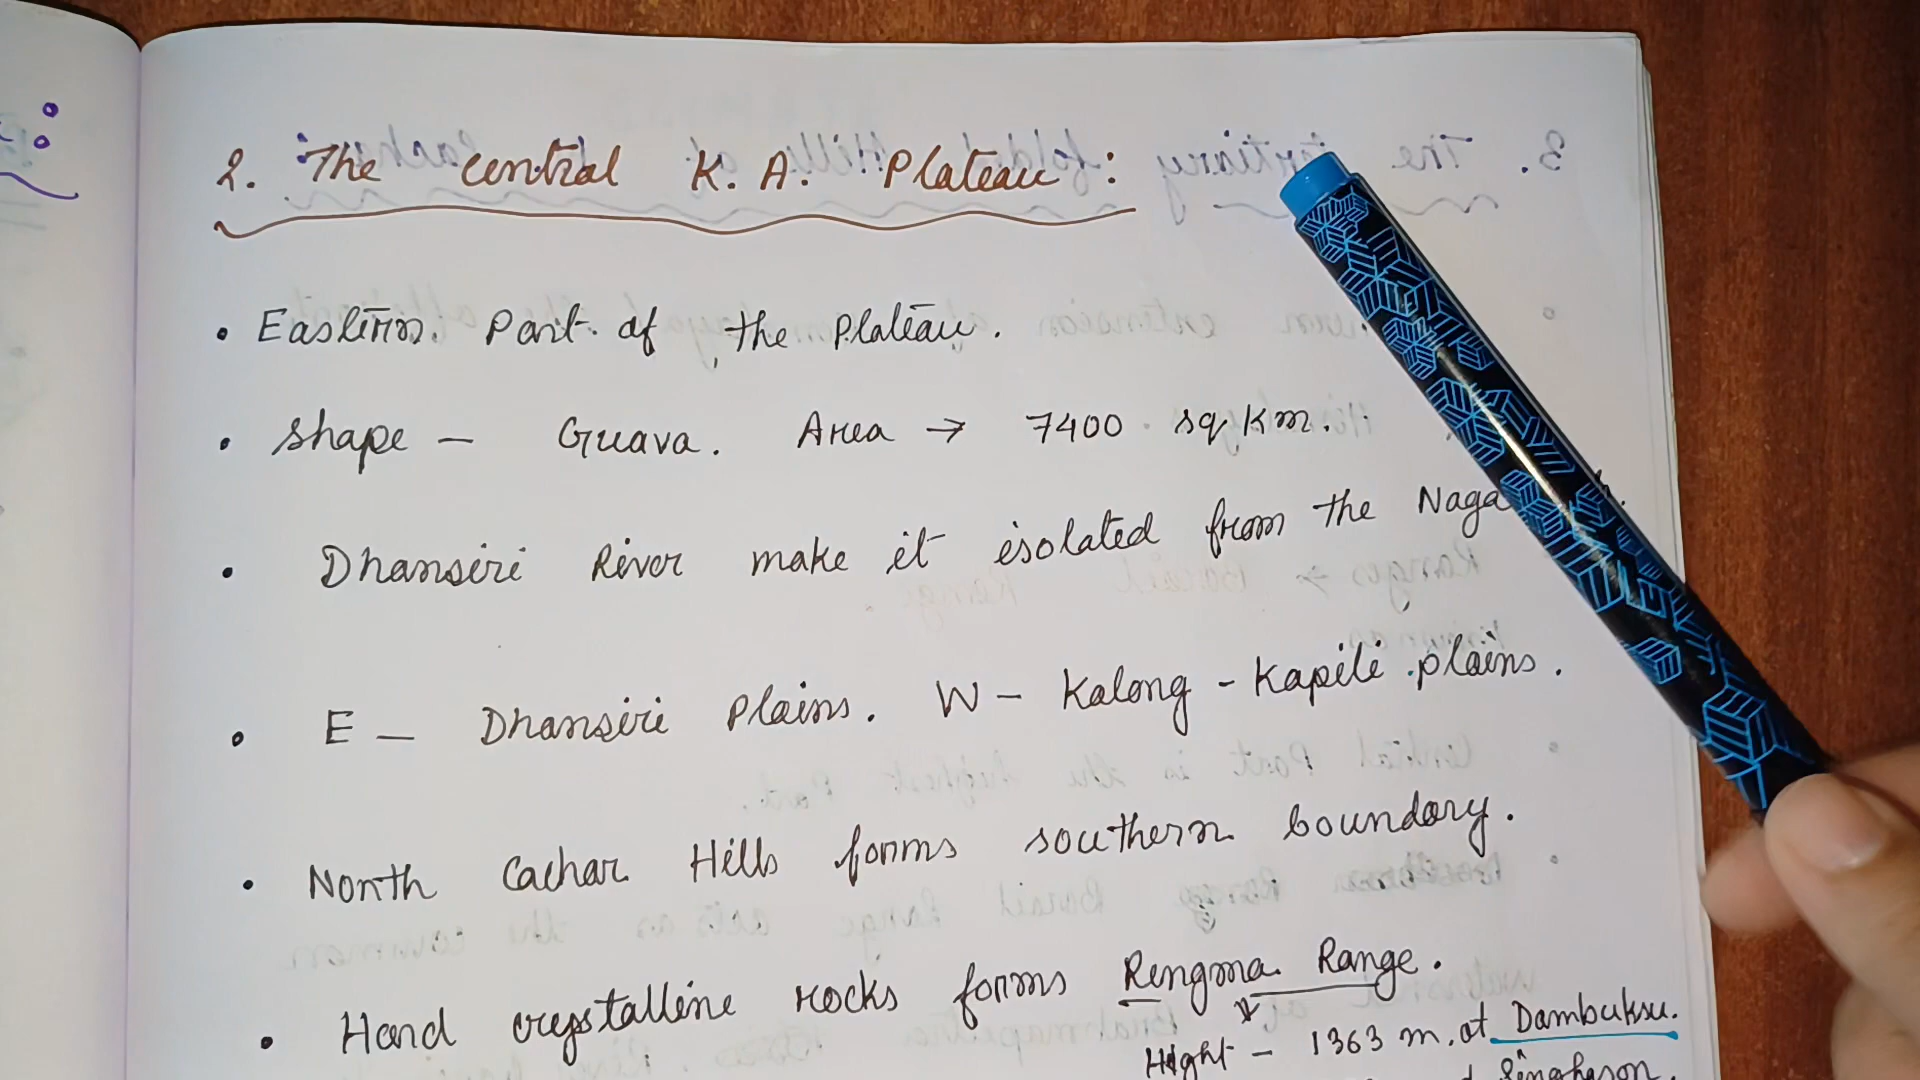 2. The central K. A. Plateau :
• Eastern Part of the Plateau.
• Shape – Guava. Area → 7400 sq km.
• Dhansiri River make it isolated from the Naga
• E – Dhansiri Plains. W – Kalong - Kapili plains.
• North Cachar Hills forms southern boundary.
• Hard crystalline rocks forms Rengma Range.
Hight – 1363 m. at Dambuksu.
Singhason.